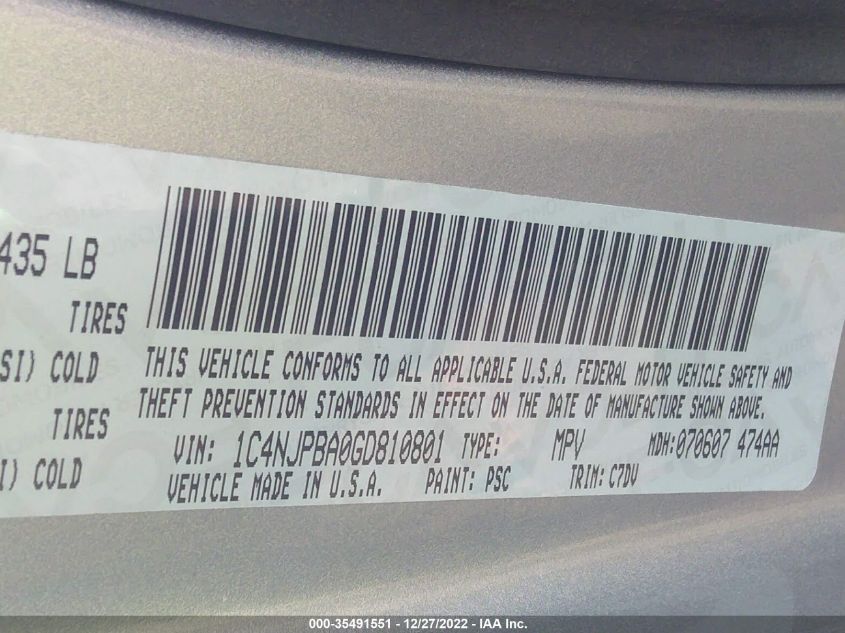 435 LB
TIRES
SI) COLD
TIRES
I) COLD
THIS VEHICLE CONFORMS TO ALL APPLICABLE U.S.A. FEDERAL MOTOR VEHICLE SAFETY AND
THEFT PREVENTION STANDARDS IN EFFECT ON THE DATE OF MANUFACTURE SHOWN ABOVE.
VIN: 1C4NJPBA0GD810801 TYPE: MPV MDH:070607 474AA
VEHICLE MADE IN U.S.A. PAINT: PSC TRIM: C7DV
000-35491551 - 12/27/2022 - IAA Inc.